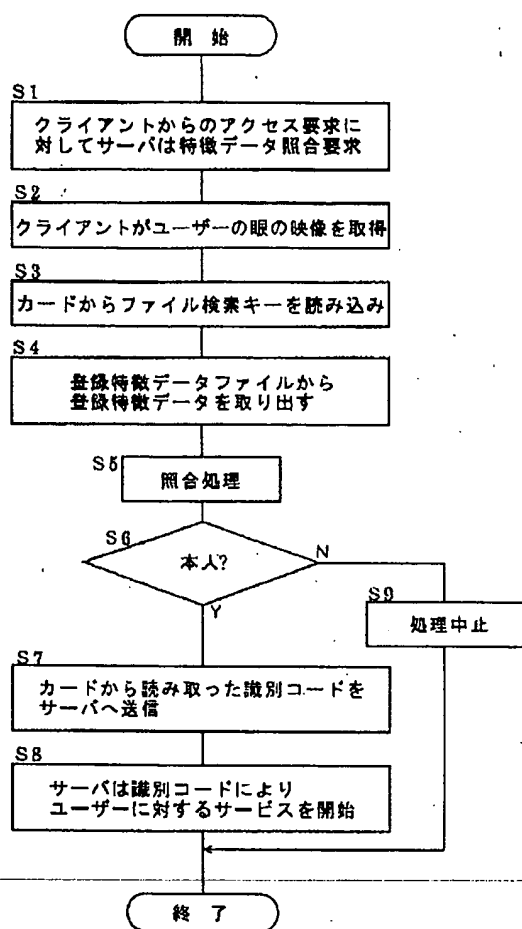 開始
S1
クライアントからのアクセス要求に
対してサーバは特徴データ照合要求
S2
クライアントがユーザーの眼の映像を取得
S3
カードからファイル検索キーを読み込み
S4
登録特徴データファイルから
登録特徴データを取り出す
S5
照合処理
S6
本人?
N
Y
S9
処理中止
S7
カードから読み取った識別コードを
サーバへ送信
S8
サーバは識別コードにより
ユーザーに対するサービスを開始
終了